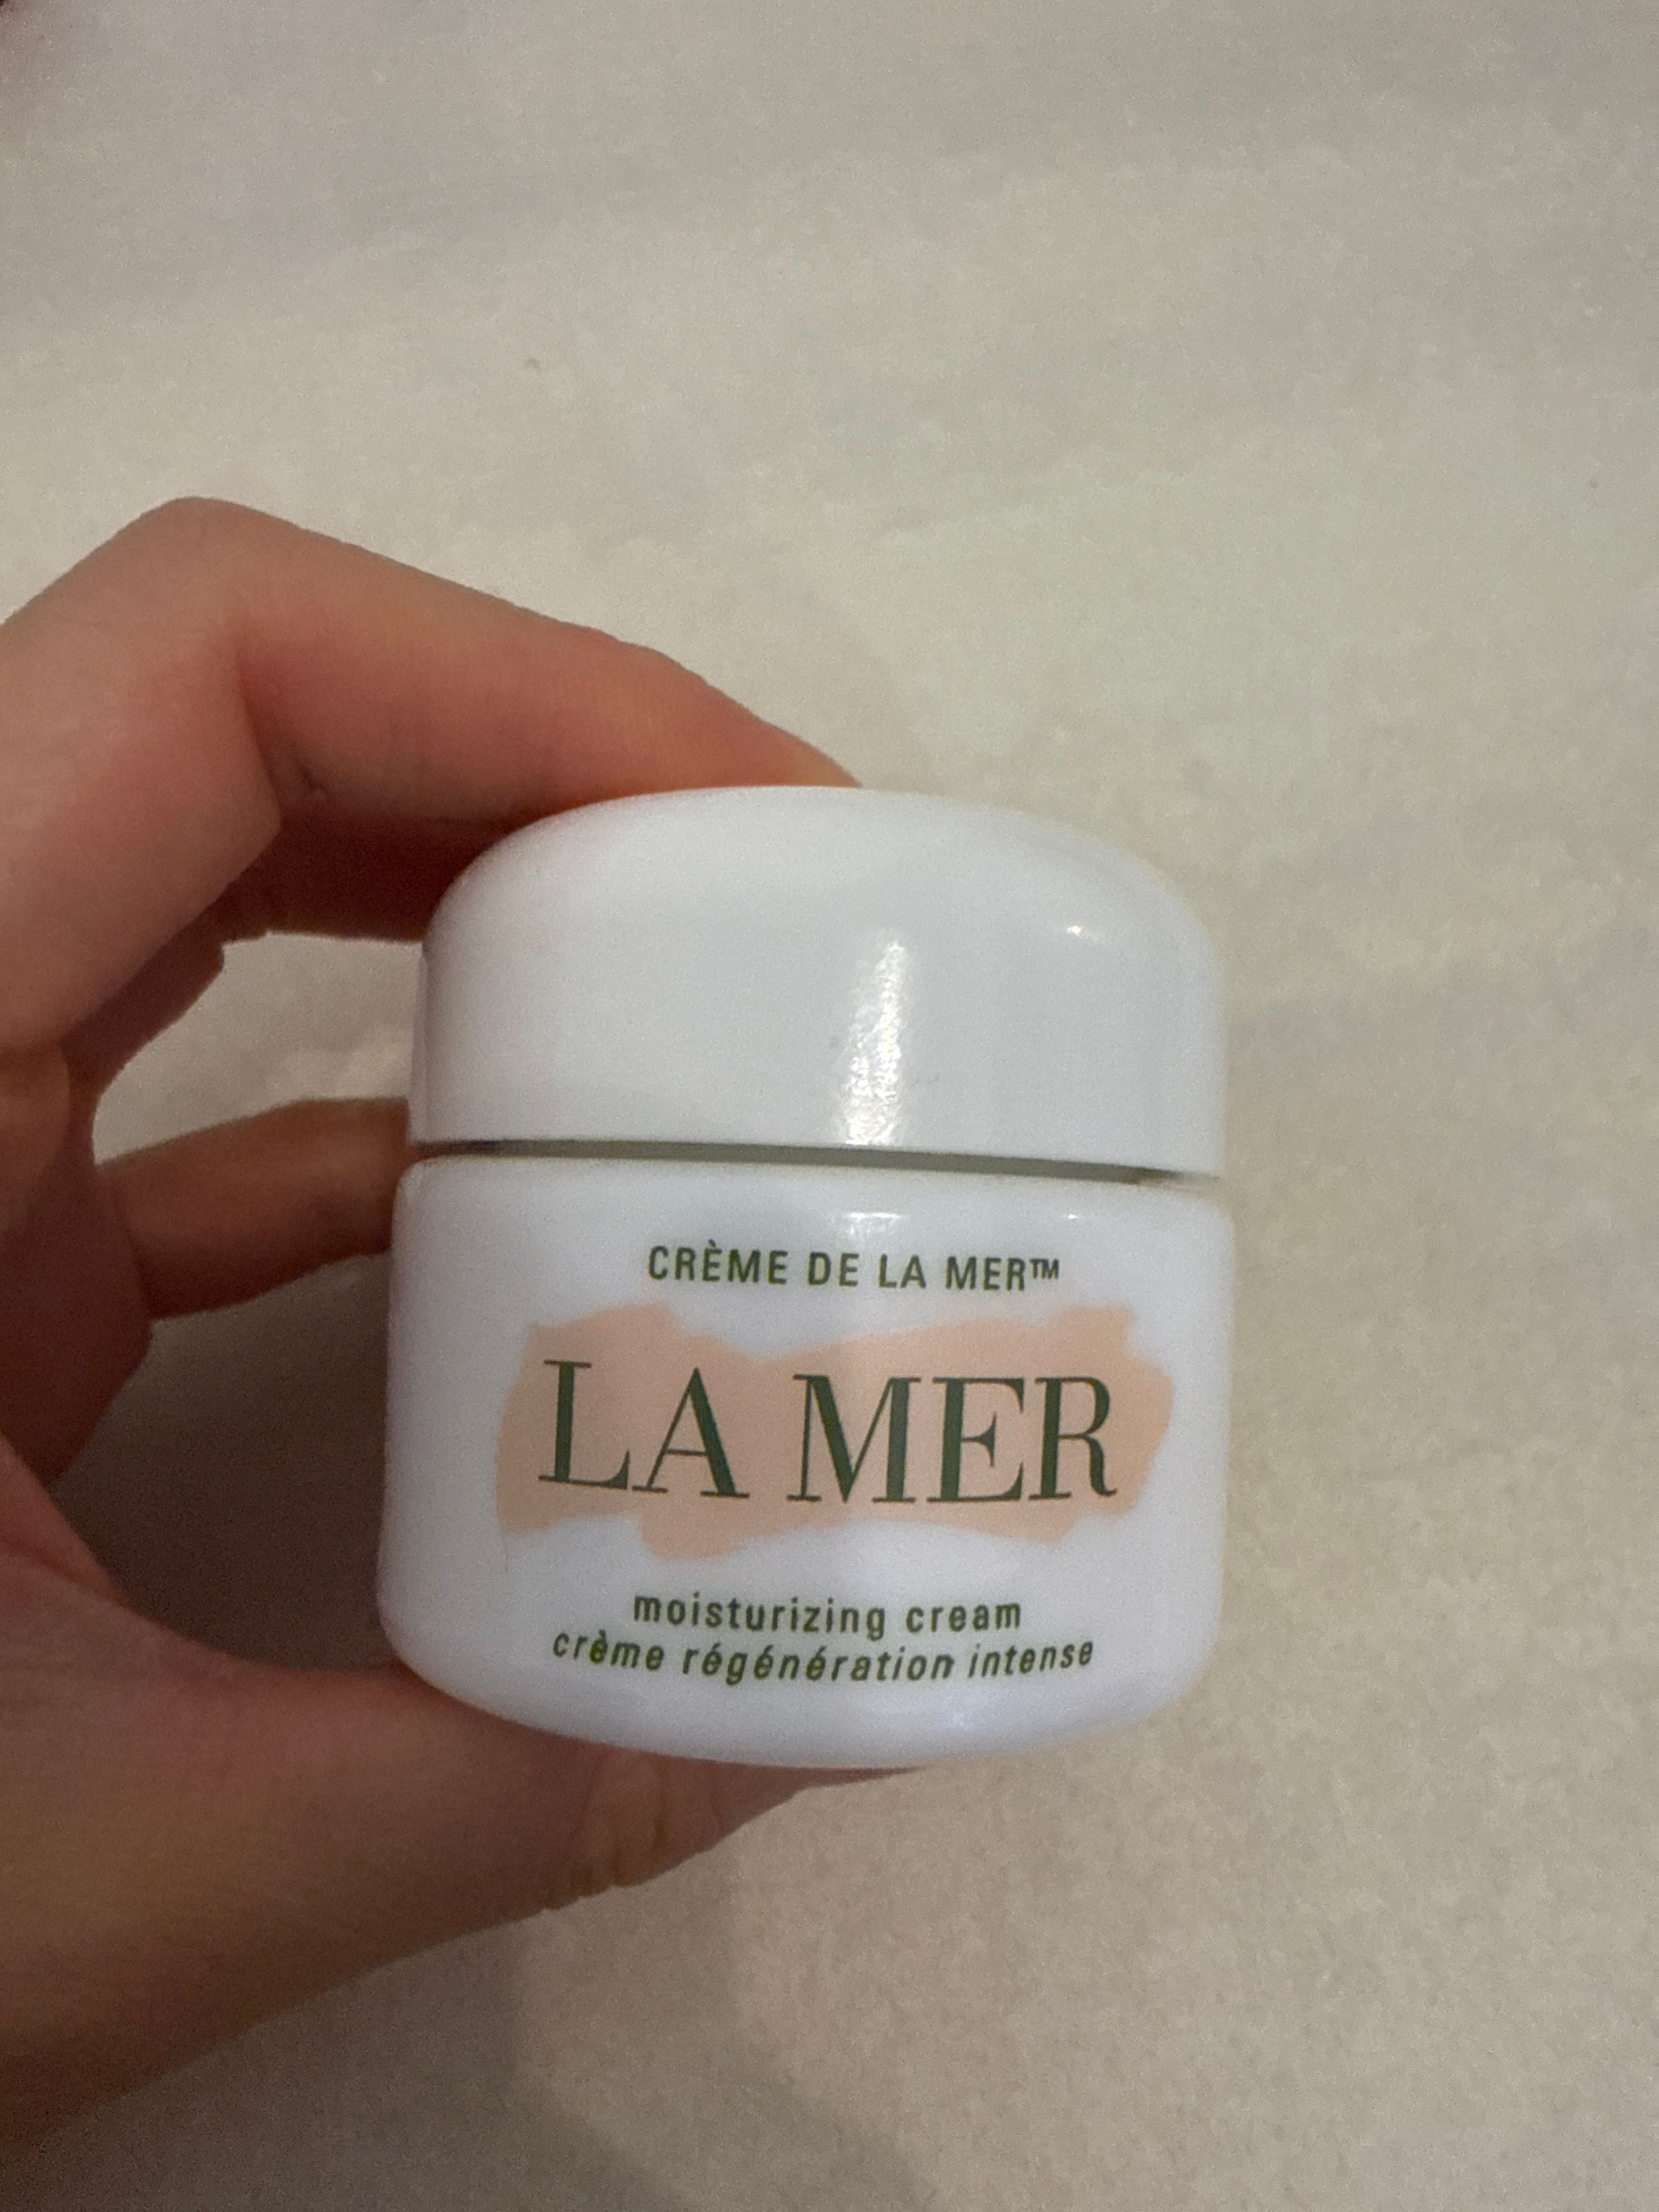 CRÈME DE LA MER™
LA MER
moisturizing cream
crème régénération intense